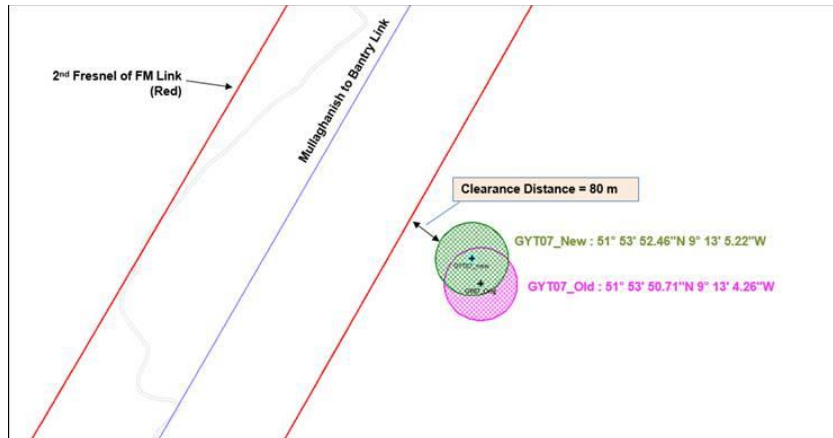 2nd Fresnel of FM Link
(Red)
Mullaghanish to Bantry Link
Clearance Distance = 80 m
GYT07_New : 51° 53' 52.46"N 9° 13' 5.22"W
GYT07_new
GYT07_Old : 51° 53' 50.71"N 9° 13' 4.26"W